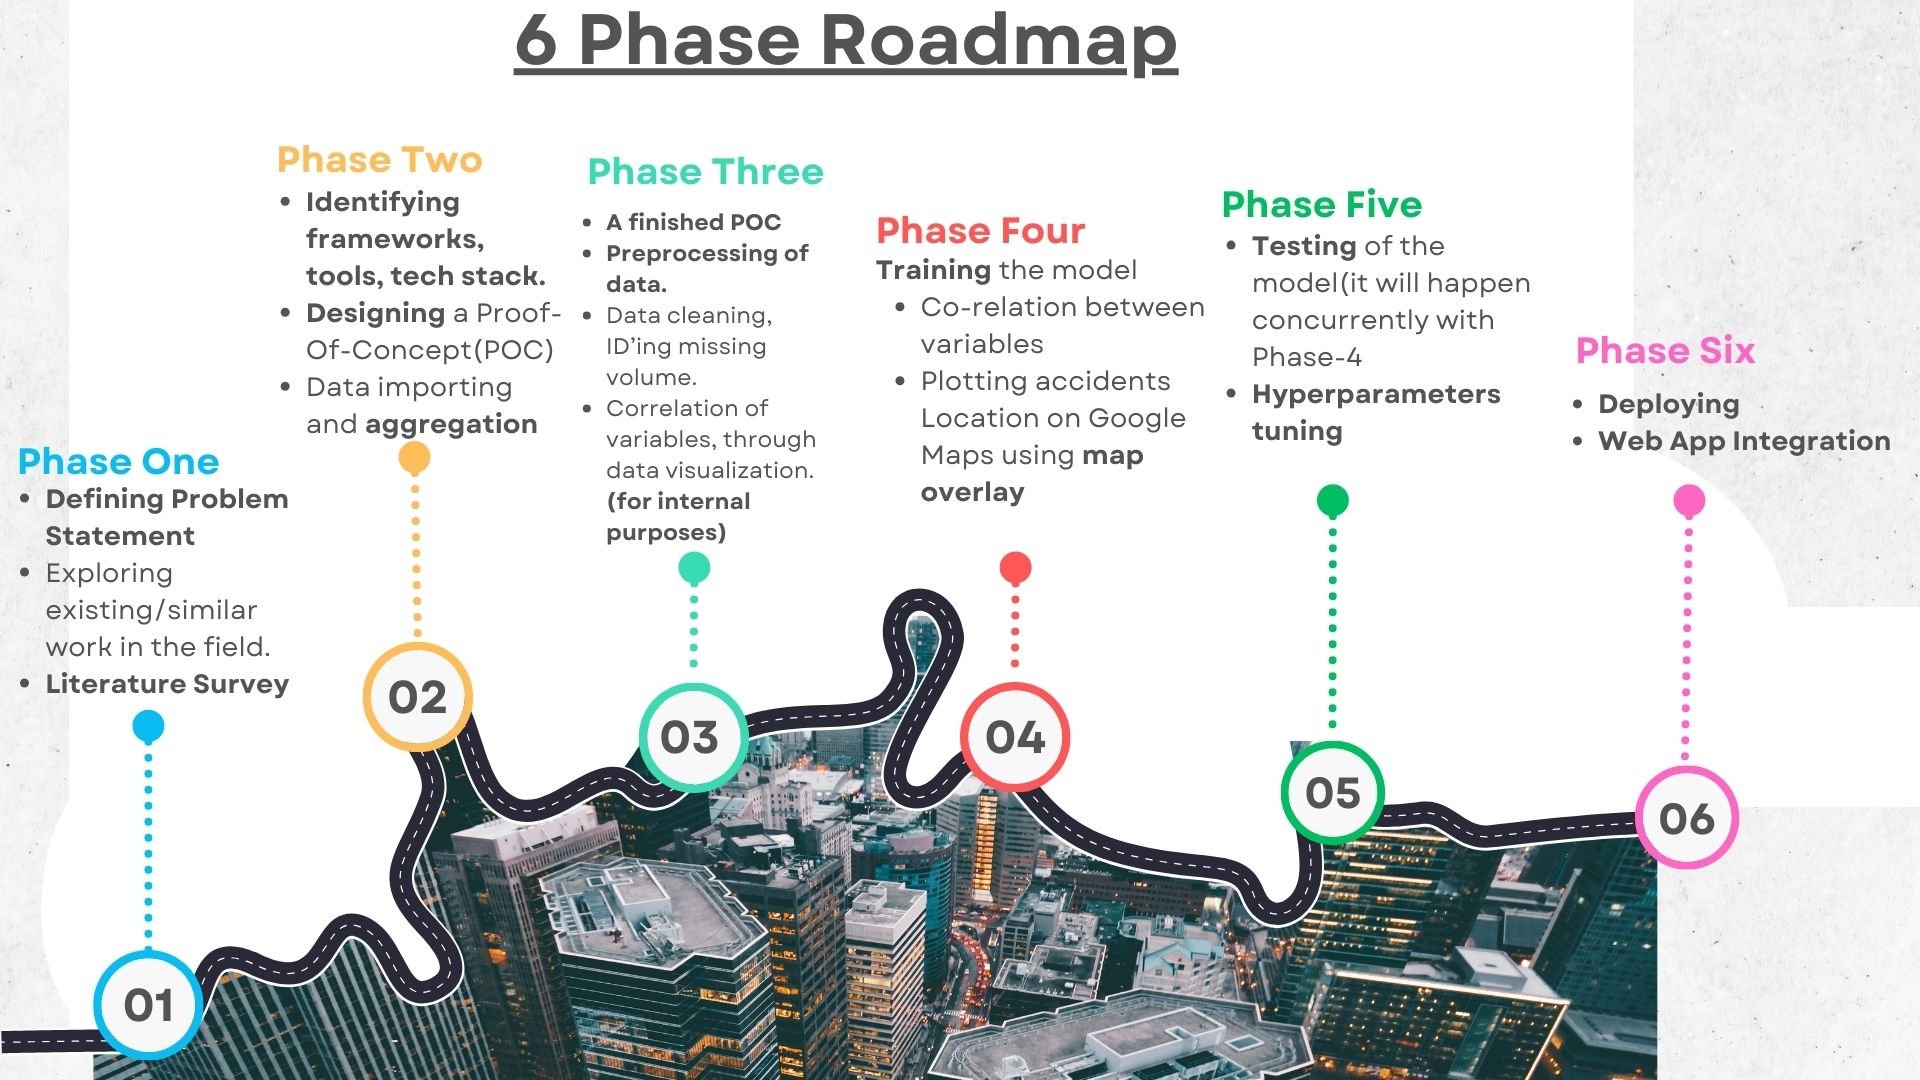 6 Phase Roadmap
Phase One
• Defining Problem
Statement
• Exploring
existing/similar
work in the field.
• Literature Survey
01
Phase Two
• Identifying
frameworks,
tools, tech stack.
• Designing a Proof-
Of-Concept(POC)
• Data importing
and aggregation
02
Phase Three
• A finished POC
• Preprocessing of
data.
• Data cleaning,
ID’ing missing
volume.
• Correlation of
variables, through
data visualization.
(for internal
purposes)
03
Phase Four
Training the model
• Co-relation between
variables
• Plotting accidents
Location on Google
Maps using map
overlay
04
Phase Five
• Testing of the
model(it will happen
concurrently with
Phase-4
• Hyperparameters
tuning
05
Phase Six
• Deploying
• Web App Integration
06